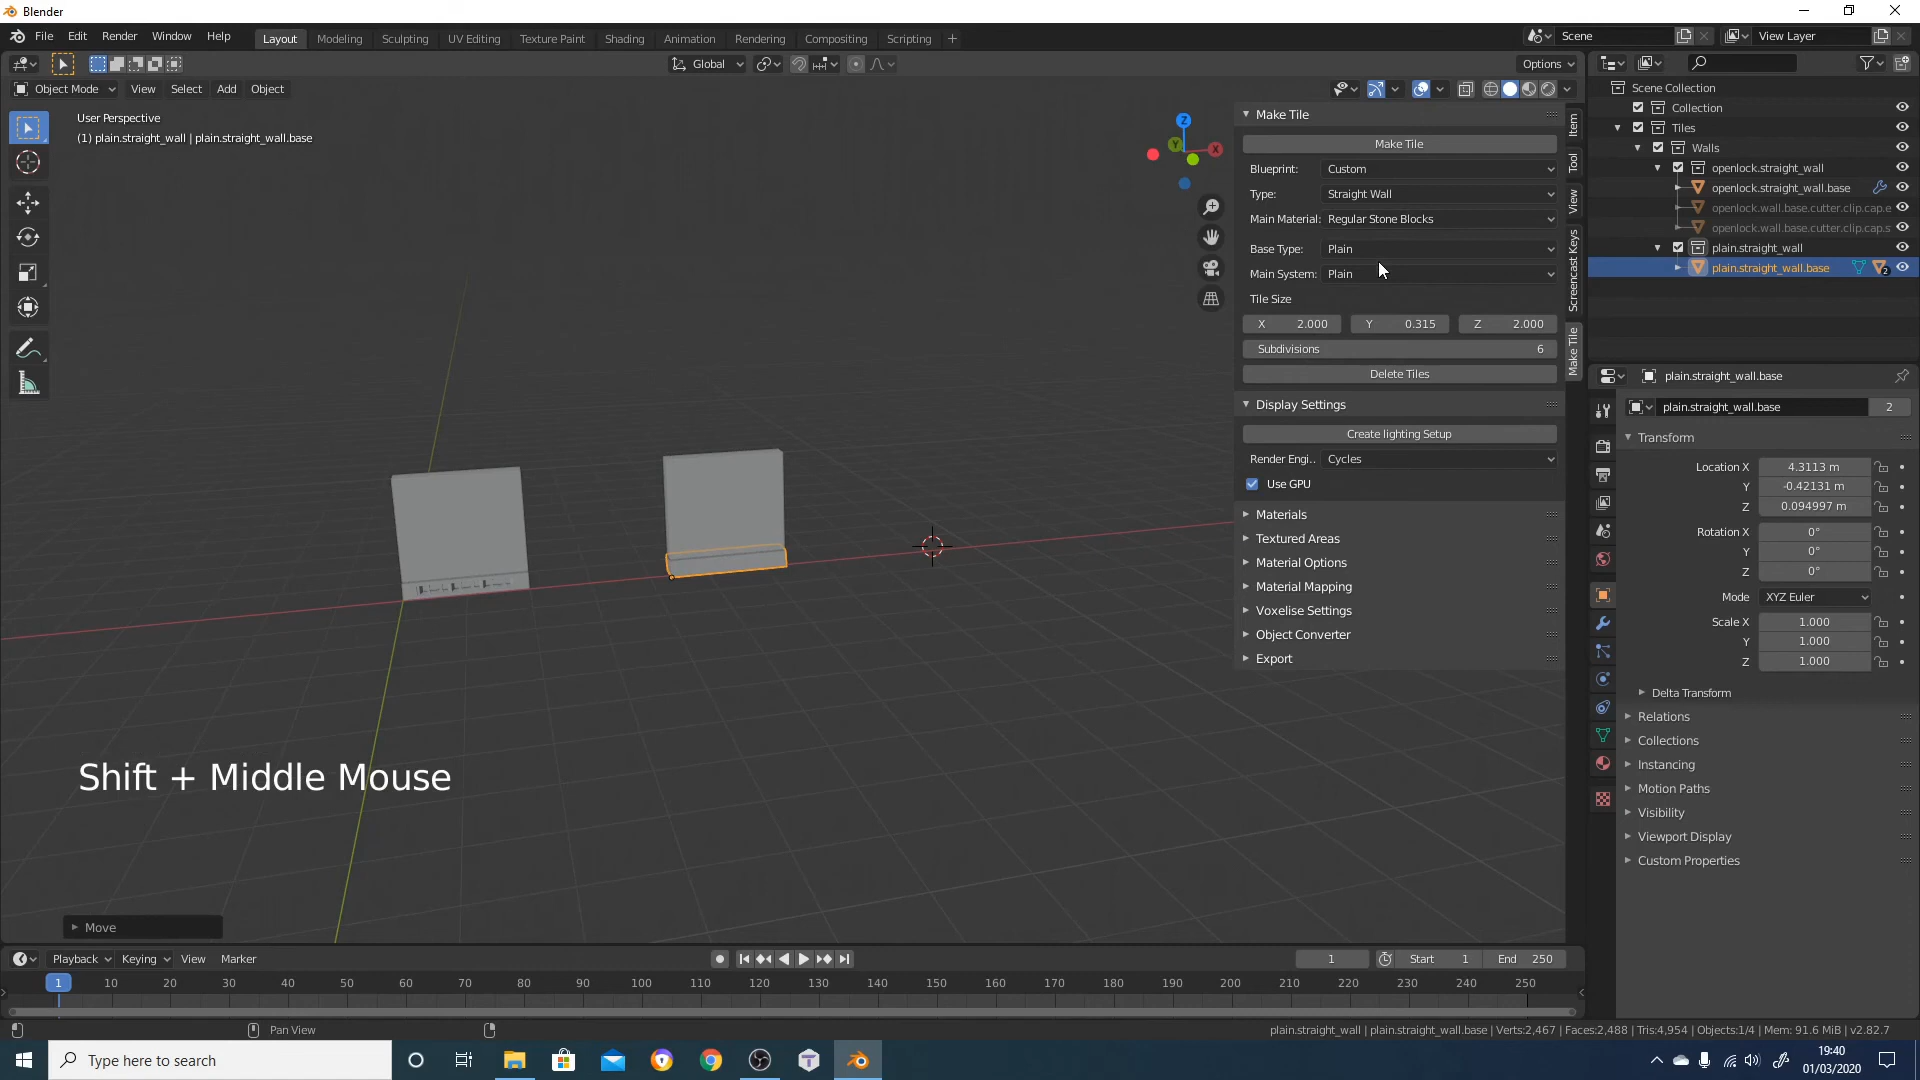 Blender
File Edit Render Window Help
Layout Modeling Sculpting UV Editing Texture Paint Shading Animation Rendering Compositing Scripting +
Scene
View Layer
Global
Options
Object Mode View Select Add Object
User Perspective
(1) plain.straight_wall | plain.straight_wall.base
Z
Y
X
Make Tile
Make Tile
Blueprint: Custom
Type: Straight Wall
Main Material: Regular Stone Blocks
Base Type: Plain
Main System: Plain
Tile Size
X 2.000 Y 0.315 Z 2.000
Subdivisions 6
Delete Tiles
Display Settings
Create lighting Setup
Render Engi.. Cycles
Use GPU
Materials
Textured Areas
Material Options
Material Mapping
Voxelise Settings
Object Converter
Export
Item
Tool
View
Screencast Keys
Make Tile
Scene Collection
Collection
Tiles
Walls
openlock.straight_wall
openlock.straight_wall.base
openlock.wall.base.cutter.clip.cap.e
openlock.wall.base.cutter.clip.cap.s
plain.straight_wall
plain.straight_wall.base 2
plain.straight_wall.base
plain.straight_wall.base 2
Transform
Location X 4.3113 m
Y -0.42131 m
Z 0.094997 m
Rotation X 0°
Y 0°
Z 0°
Mode XYZ Euler
Scale X 1.000
Y 1.000
Z 1.000
Delta Transform
Relations
Collections
Instancing
Motion Paths
Visibility
Viewport Display
Custom Properties
Shift + Middle Mouse
Move
Playback Keying View Marker
1 Start 1 End 250
1 10 20 30 40 50 60 70 80 90 100 110 120 130 140 150 160 170 180 190 200 210 220 230 240 250
Pan View
plain.straight_wall | plain.straight_wall.base | Verts:2,467 | Faces:2,488 | Tris:4,954 | Objects:1/4 | Mem: 91.6 MiB | v2.82.7
Type here to search
19:40
01/03/2020